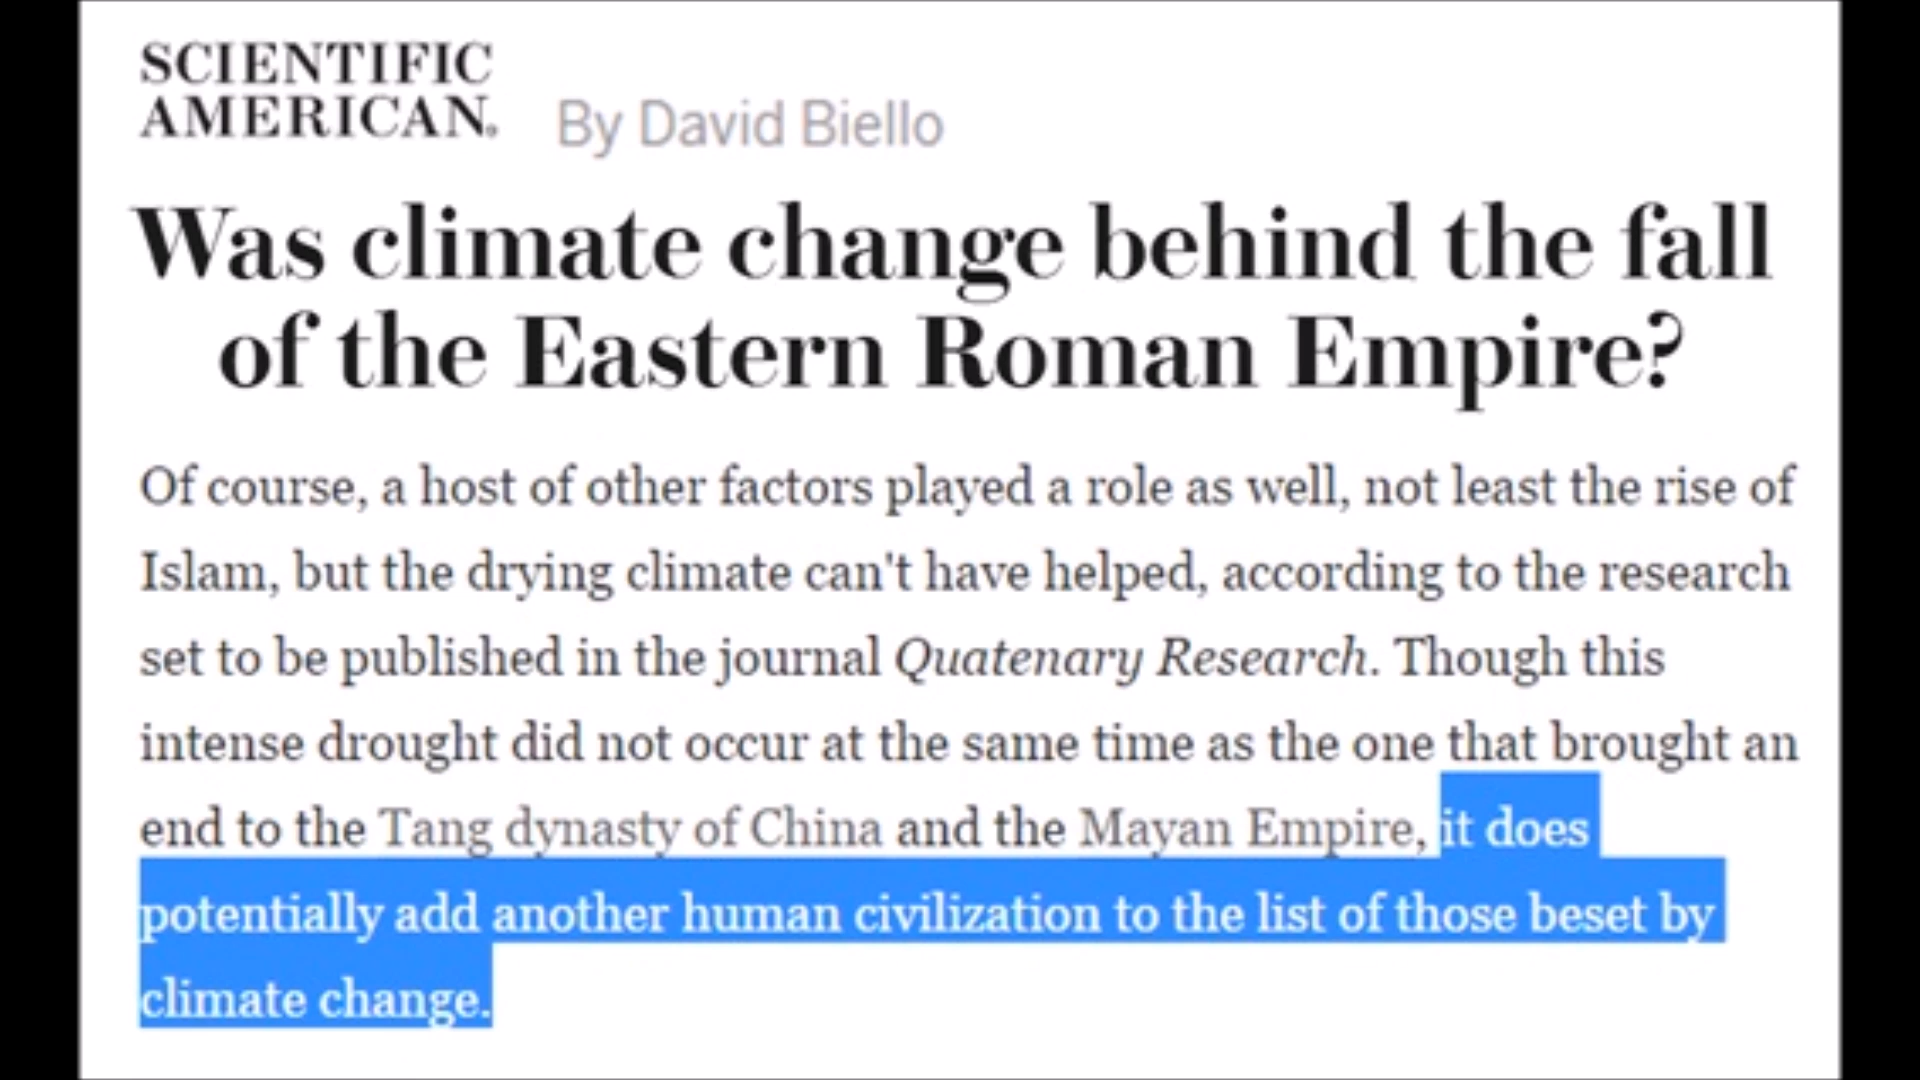 SCIENTIFIC
AMERICAN®
By David Biello
Was climate change behind the fall
of the Eastern Roman Empire?
Of course, a host of other factors played a role as well, not least the rise of
Islam, but the drying climate can't have helped, according to the research
set to be published in the journal Quatenary Research. Though this
intense drought did not occur at the same time as the one that brought an
end to the Tang dynasty of China and the Mayan Empire, it does
potentially add another human civilization to the list of those beset by
climate change.